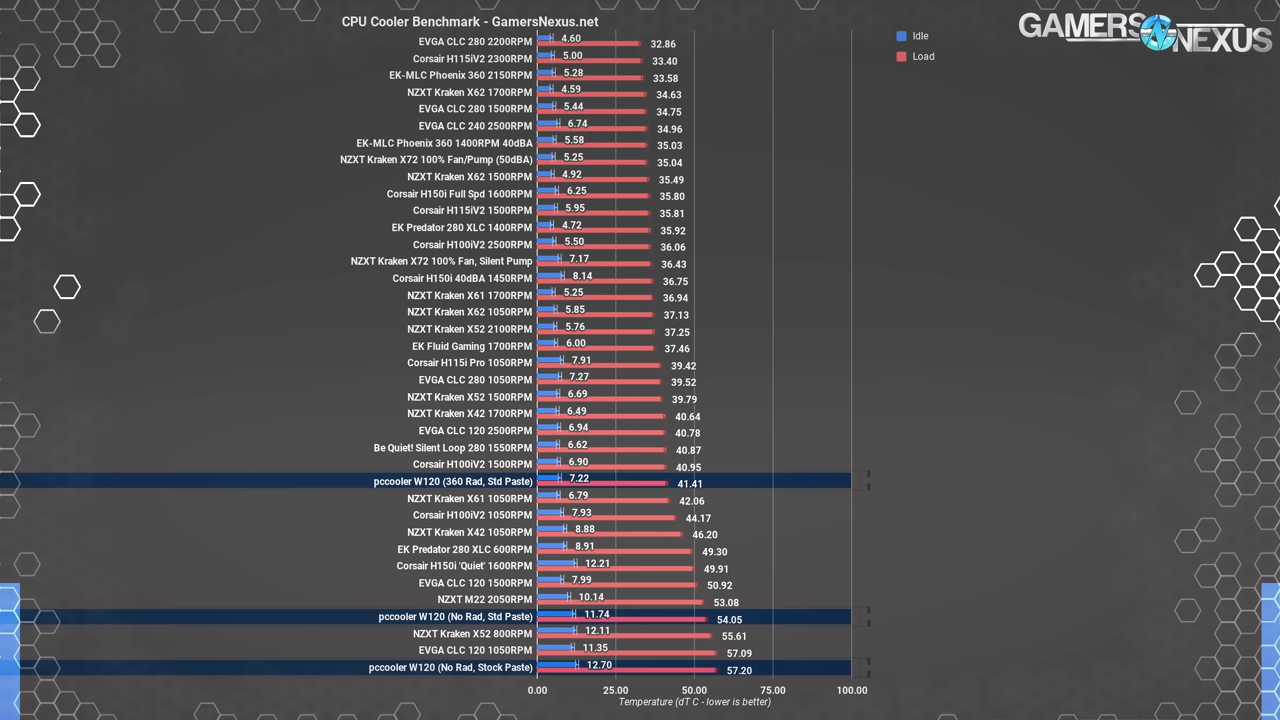 CPU Cooler Benchmark - GamersNexus.net
GAMERS NEXUS
Idle
Load
EVGA CLC 280 2200RPM 4.60 32.86
Corsair H115iV2 2300RPM 5.00 33.40
EK-MLC Phoenix 360 2150RPM 5.28 33.58
NZXT Kraken X62 1700RPM 4.59 34.63
EVGA CLC 280 1500RPM 5.44 34.75
EVGA CLC 240 2500RPM 6.74 34.96
EK-MLC Phoenix 360 1400RPM 40dBA 5.58 35.03
NZXT Kraken X72 100% Fan/Pump (50dBA) 5.25 35.04
NZXT Kraken X62 1500RPM 4.92 35.49
Corsair H150i Full Spd 1600RPM 6.25 35.80
Corsair H115iV2 1500RPM 5.95 35.81
EK Predator 280 XLC 1400RPM 4.72 35.92
Corsair H100iV2 2500RPM 5.50 36.06
NZXT Kraken X72 100% Fan, Silent Pump 7.17 36.43
Corsair H150i 40dBA 1450RPM 8.14 36.75
NZXT Kraken X61 1700RPM 5.25 36.94
NZXT Kraken X62 1050RPM 5.85 37.13
NZXT Kraken X52 2100RPM 5.76 37.25
EK Fluid Gaming 1700RPM 6.00 37.46
Corsair H115i Pro 1050RPM 7.91 39.42
EVGA CLC 280 1050RPM 7.27 39.52
NZXT Kraken X52 1500RPM 6.69 39.79
NZXT Kraken X42 1700RPM 6.49 40.64
EVGA CLC 120 2500RPM 6.94 40.78
Be Quiet! Silent Loop 280 1550RPM 6.62 40.87
Corsair H100iV2 1500RPM 6.90 40.95
pccooler W120 (360 Rad, Std Paste) 7.22 41.41
NZXT Kraken X61 1050RPM 6.79 42.06
Corsair H100iV2 1050RPM 7.93 44.17
NZXT Kraken X42 1050RPM 8.88 46.20
EK Predator 280 XLC 600RPM 8.91 49.30
Corsair H150i 'Quiet' 1600RPM 12.21 49.91
EVGA CLC 120 1500RPM 7.99 50.92
NZXT M22 2050RPM 10.14 53.08
pccooler W120 (No Rad, Std Paste) 11.74 54.05
NZXT Kraken X52 800RPM 12.11 55.61
EVGA CLC 120 1050RPM 11.35 57.09
pccooler W120 (No Rad, Stock Paste) 12.70 57.20
0.00 25.00 50.00 75.00 100.00
Temperature (dT C - lower is better)